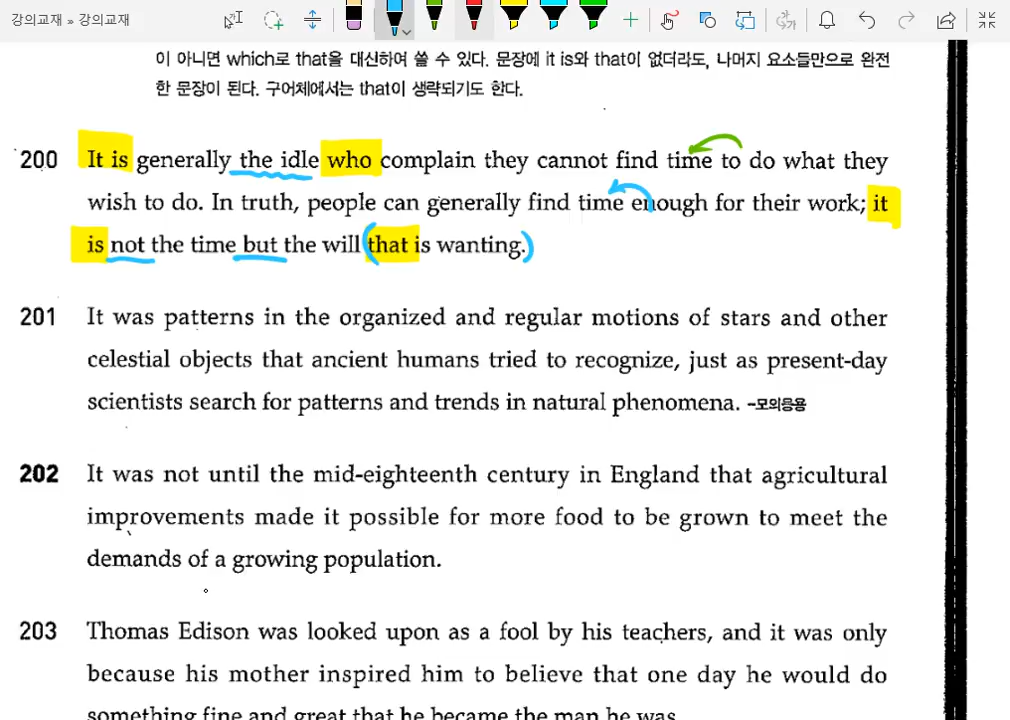 강의교재 » 강의교재
이 아니면 which로 that을 대신하여 쓸 수 있다. 문장에 it is와 that이 없더라도, 나머지 요소들만으로 완전
한 문장이 된다. 구어체에서는 that이 생략되기도 한다.
200 It is generally the idle who complain they cannot find time to do what they
wish to do. In truth, people can generally find time enough for their work; it
is not the time but the will (that is wanting.)
201 It was patterns in the organized and regular motions of stars and other
celestial objects that ancient humans tried to recognize, just as present-day
scientists search for patterns and trends in natural phenomena. -모의응용
202 It was not until the mid-eighteenth century in England that agricultural
improvements made it possible for more food to be grown to meet the
demands of a growing population.
203 Thomas Edison was looked upon as a fool by his teachers, and it was only
because his mother inspired him to believe that one day he would do
something fine and great that he became the man he was.